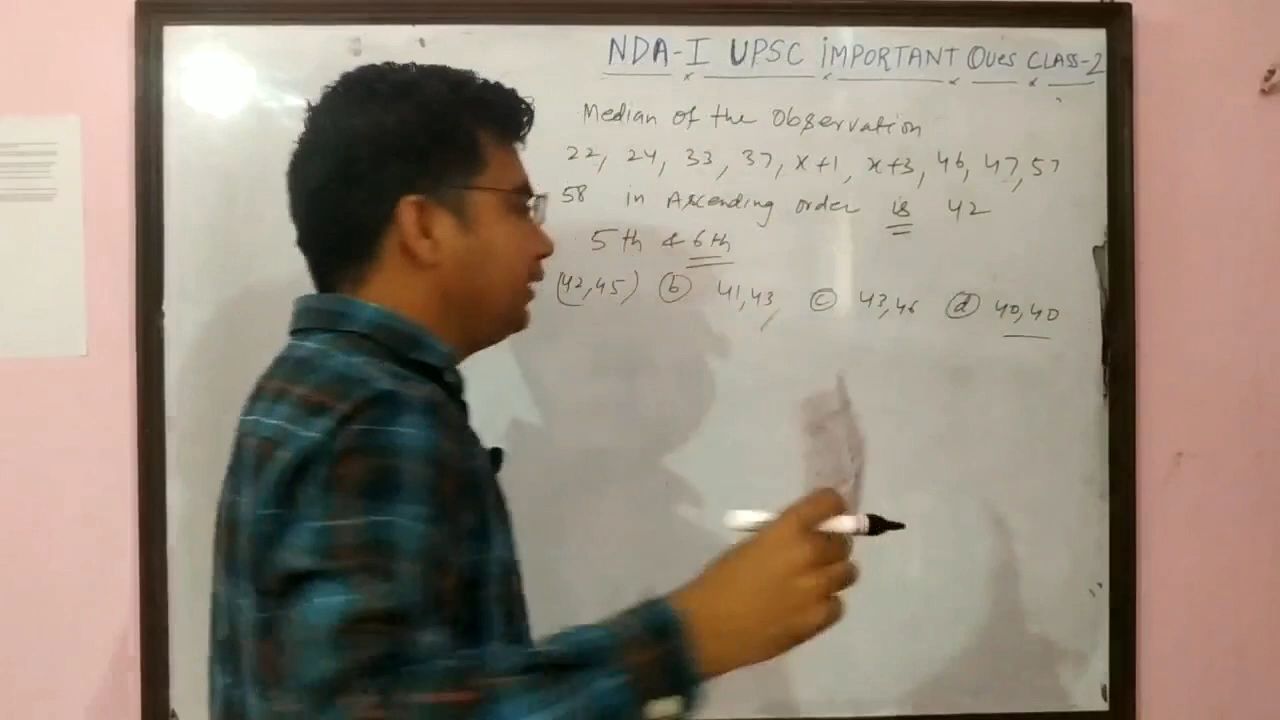 NDA-I UPSC IMPORTANT Ques CLASS-2
Median of the Observation
22, 24, 33, 37, x+1, x+3, 46, 47, 57
58 in Ascending order is 42
5th & 6th
(42,45) (b) 41,43, (c) 43,46 (d) 40,40